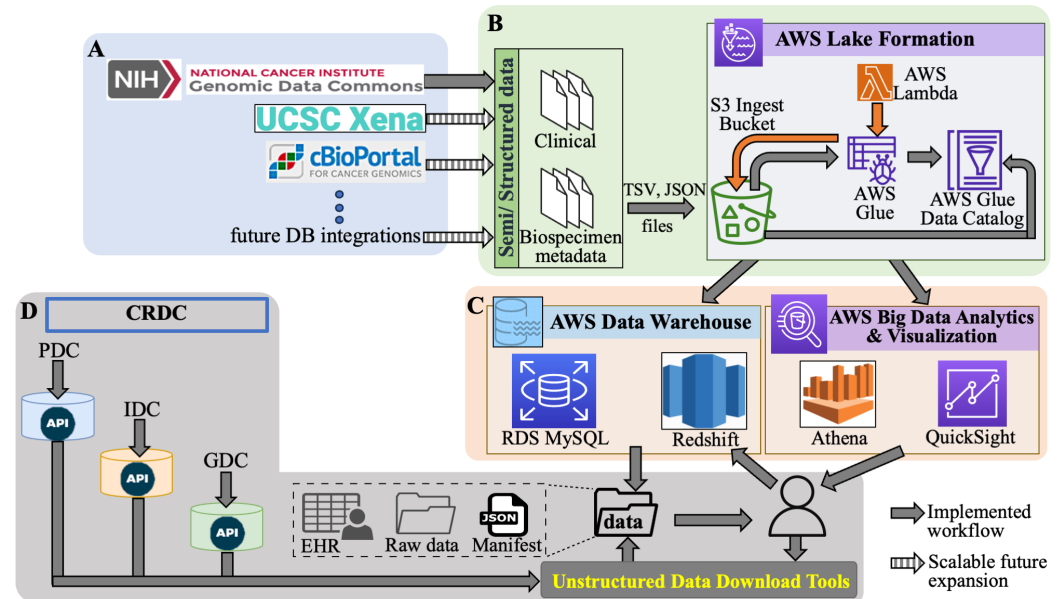 A
NIH
NATIONAL CANCER INSTITUTE
Genomic Data Commons
UCSC Xena
cBioPortal
FOR CANCER GENOMICS
future DB integrations
B
Semi/ Structured data
Clinical
Biospecimen
metadata
TSV, JSON
files
AWS Lake Formation
AWS
Lambda
S3 Ingest
Bucket
AWS
Glue
AWS Glue
Data Catalog
C
AWS Data Warehouse
RDS MySQL
Redshift
AWS Big Data Analytics
& Visualization
Athena
QuickSight
D
CRDC
PDC
API
IDC
API
GDC
API
EHR
Raw data
JSON
Manifest
data
Unstructured Data Download Tools
Implemented
workflow
Scalable future
expansion